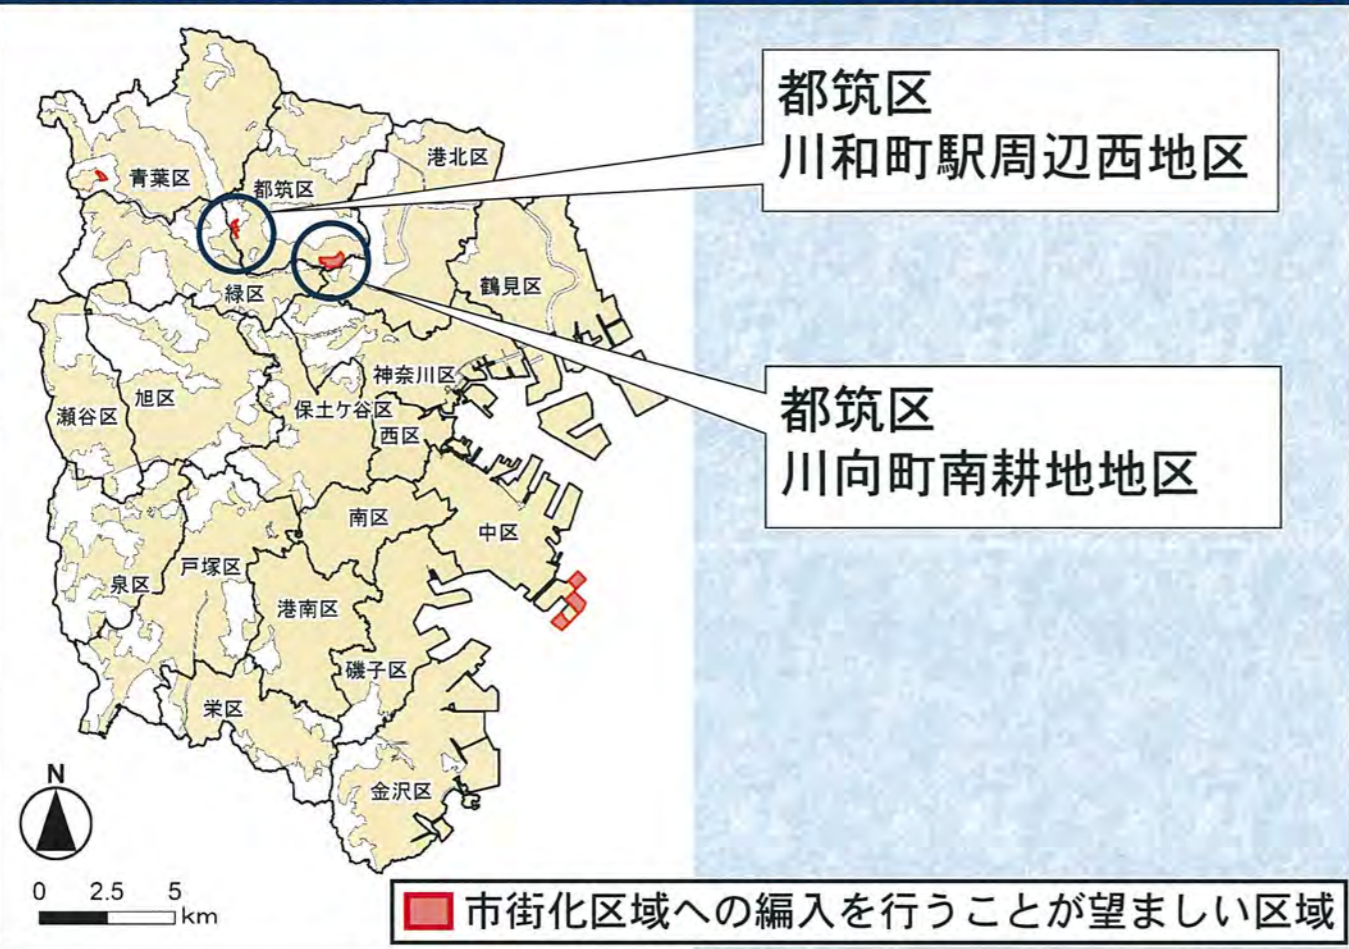 都筑区
川和町駅周辺西地区
都筑区
川向町南耕地地区
港北区
青葉区
都筑区
緑区
鶴見区
神奈川区
旭区
保土ケ谷区
瀬谷区
西区
南区
中区
戸塚区
泉区
港南区
磯子区
栄区
金沢区
N
0 2.5 5
km
市街化区域への編入を行うことが望ましい区域